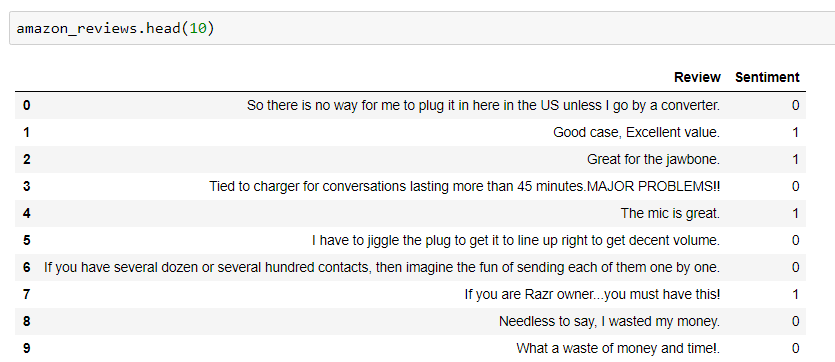 amazon_reviews.head(10)
Review Sentiment
0 So there is no way for me to plug it in here in the US unless I go by a converter. 0
1 Good case, Excellent value. 1
2 Great for the jawbone. 1
3 Tied to charger for conversations lasting more than 45 minutes.MAJOR PROBLEMS!! 0
4 The mic is great. 1
5 I have to jiggle the plug to get it to line up right to get decent volume. 0
6 If you have several dozen or several hundred contacts, then imagine the fun of sending each of them one by one. 0
7 If you are Razr owner...you must have this! 1
8 Needless to say, I wasted my money. 0
9 What a waste of money and time!. 0